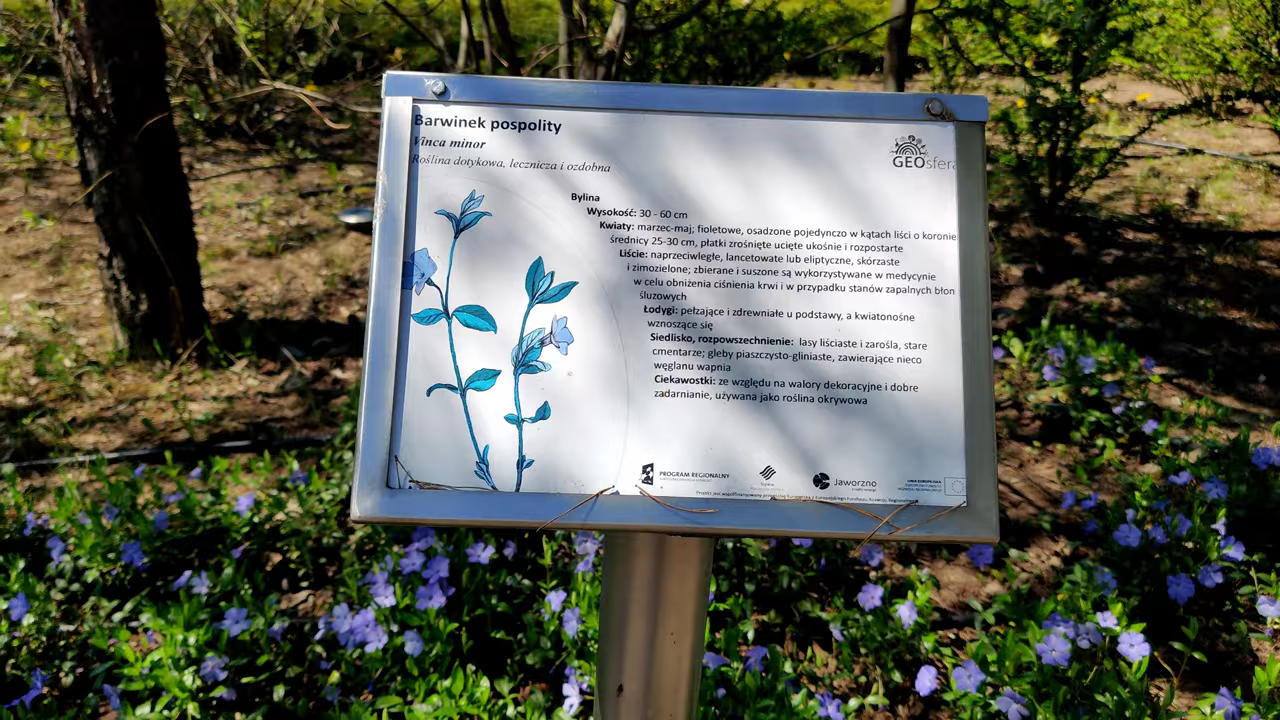 Barwinek pospolity
Vinca minor
Roślina dotykowa, lecznicza i ozdobna
GEOsfera
Bylina
Wysokość: 30 - 60 cm
Kwiaty: marzec-maj; fioletowe, osadzone pojedynczo w kątach liści o koronie
średnicy 25-30 cm, płatki zrośnięte ucięte ukośnie i rozpostarte
Liście: naprzeciwległe, lancetowate lub eliptyczne, skórzaste
i zimozielone; zbierane i suszone są wykorzystywane w medycynie
w celu obniżenia ciśnienia krwi i w przypadku stanów zapalnych błon
śluzowych
Łodygi: pełzające i zdrewniałe u podstawy, a kwiatonośne
wznoszące się
Siedlisko, rozpowszechnienie: lasy liściaste i zarośla, stare
cmentarze; gleby piaszczysto-gliniaste, zawierające nieco
węglanu wapnia
Ciekawostki: ze względu na walory dekoracyjne i dobre
zadarnianie, używana jako roślina okrywowa
PROGRAM REGIONALNY
Jaworzno
UNIA EUROPEJSKA